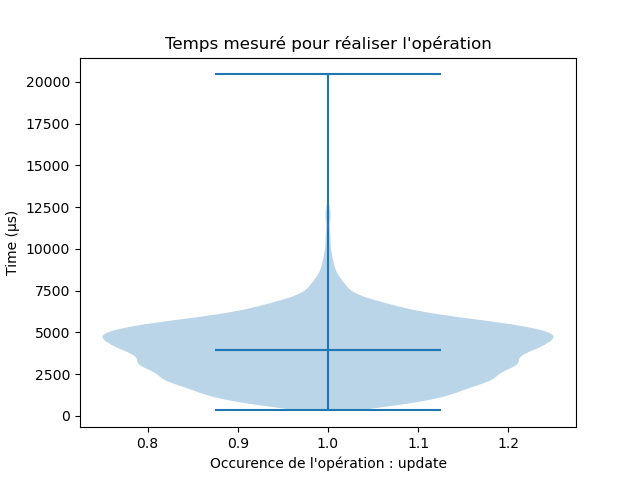 Temps mesuré pour réaliser l'opération
20000
17500
15000
12500
10000
7500
5000
2500
0
Time (µs)
0.8 0.9 1.0 1.1 1.2
Occurence de l'opération : update